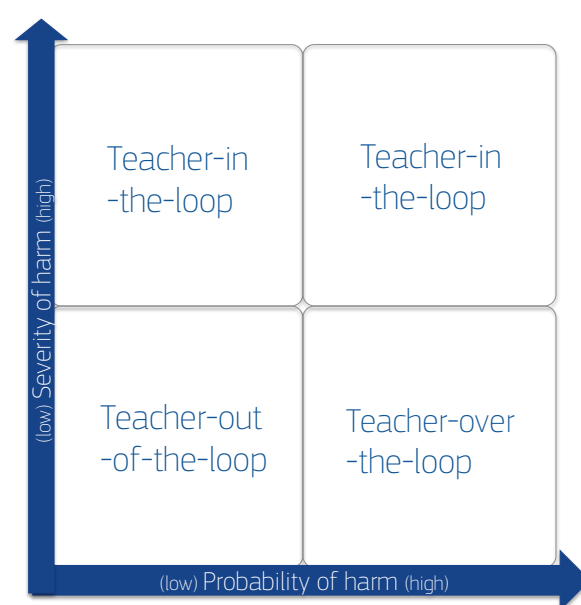 Teacher-in
-the-loop
Teacher-in
-the-loop
(low) Severity of harm (high)
Teacher-out
-of-the-loop
Teacher-over
-the-loop
(low) Probability of harm (high)